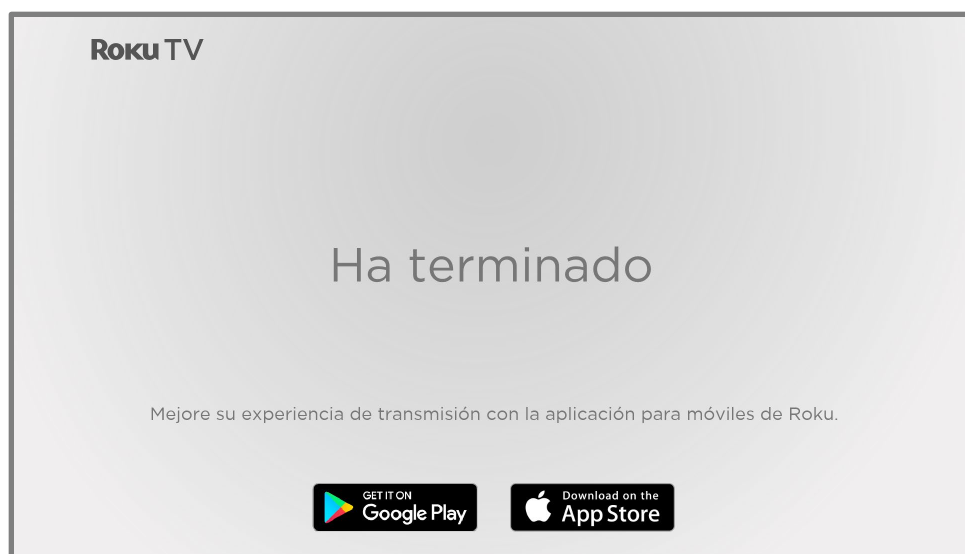 Roku TV
Ha terminado
Mejore su experiencia de transmisión con la aplicación para móviles de Roku.
GET IT ON
Google Play
Download on the
App Store